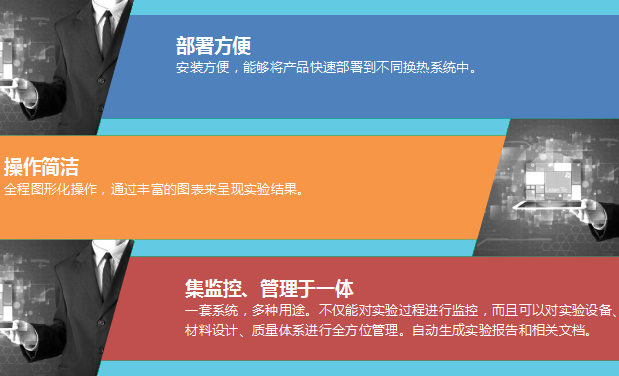 部署方便
安装方便，能够将产品快速部署到不同换热系统中。
操作简洁
全程图形化操作，通过丰富的图表来呈现实验结果。
集监控、管理于一体
一套系统，多种用途。不仅能对实验过程进行监控，而且可以对实验设备、
材料设计、质量体系进行全方位管理。自动生成实验报告和相关文档。